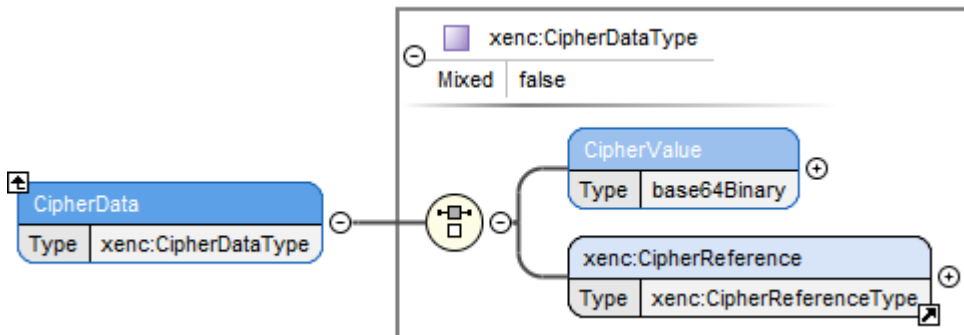 xenc:CipherDataType
Mixed false
CipherValue
Type base64Binary
CipherData
Type xenc:CipherDataType
xenc:CipherReference
Type xenc:CipherReferenceType